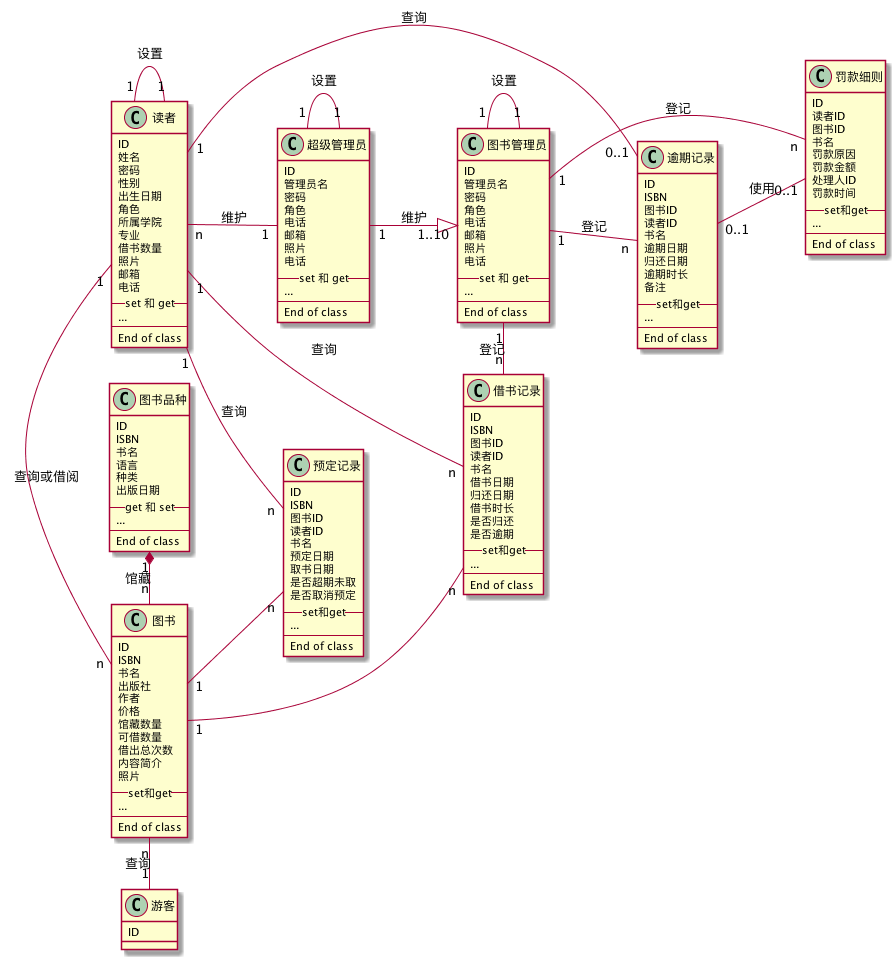 查询
设置
1
1
C 读者
ID
姓名
密码
性别
出生日期
角色
所属学院
专业
借书数量
照片
邮箱
电话
set 和 get
...
End of class
设置
1
1
C 超级管理员
ID
管理员名
密码
角色
电话
邮箱
照片
电话
set 和 get
...
End of class
设置
1
1
C 图书管理员
ID
管理员名
密码
角色
电话
邮箱
照片
电话
set 和 get
...
End of class
C 逾期记录
ID
ISBN
图书ID
读者ID
书名
逾期日期
归还日期
逾期时长
备注
set和get
...
End of class
C 罚款细则
ID
读者ID
图书ID
书名
罚款原因
罚款金额
处理人ID
罚款时间
set和get
...
End of class
1
0..1
n
维护
1
1
维护
1..10
1
登记
n
1
登记
n
0..1
使用
0..1
1
登记
n
1
查询
n
1
查询
n
1
查询或借阅
n
C 图书品种
ID
ISBN
书名
语言
种类
出版日期
get 和 set
...
End of class
1
馆藏
n
C 预定记录
ID
ISBN
图书ID
读者ID
书名
预定日期
取书日期
是否超期未取
是否取消预定
set和get
...
End of class
C 借书记录
ID
ISBN
图书ID
读者ID
书名
借书日期
归还日期
借书时长
是否归还
是否逾期
set和get
...
End of class
C 图书
ID
ISBN
书名
出版社
作者
价格
馆藏数量
可借数量
借出总次数
内容简介
照片
set和get
...
End of class
1
n
1
n
n
查询
1
C 游客
ID